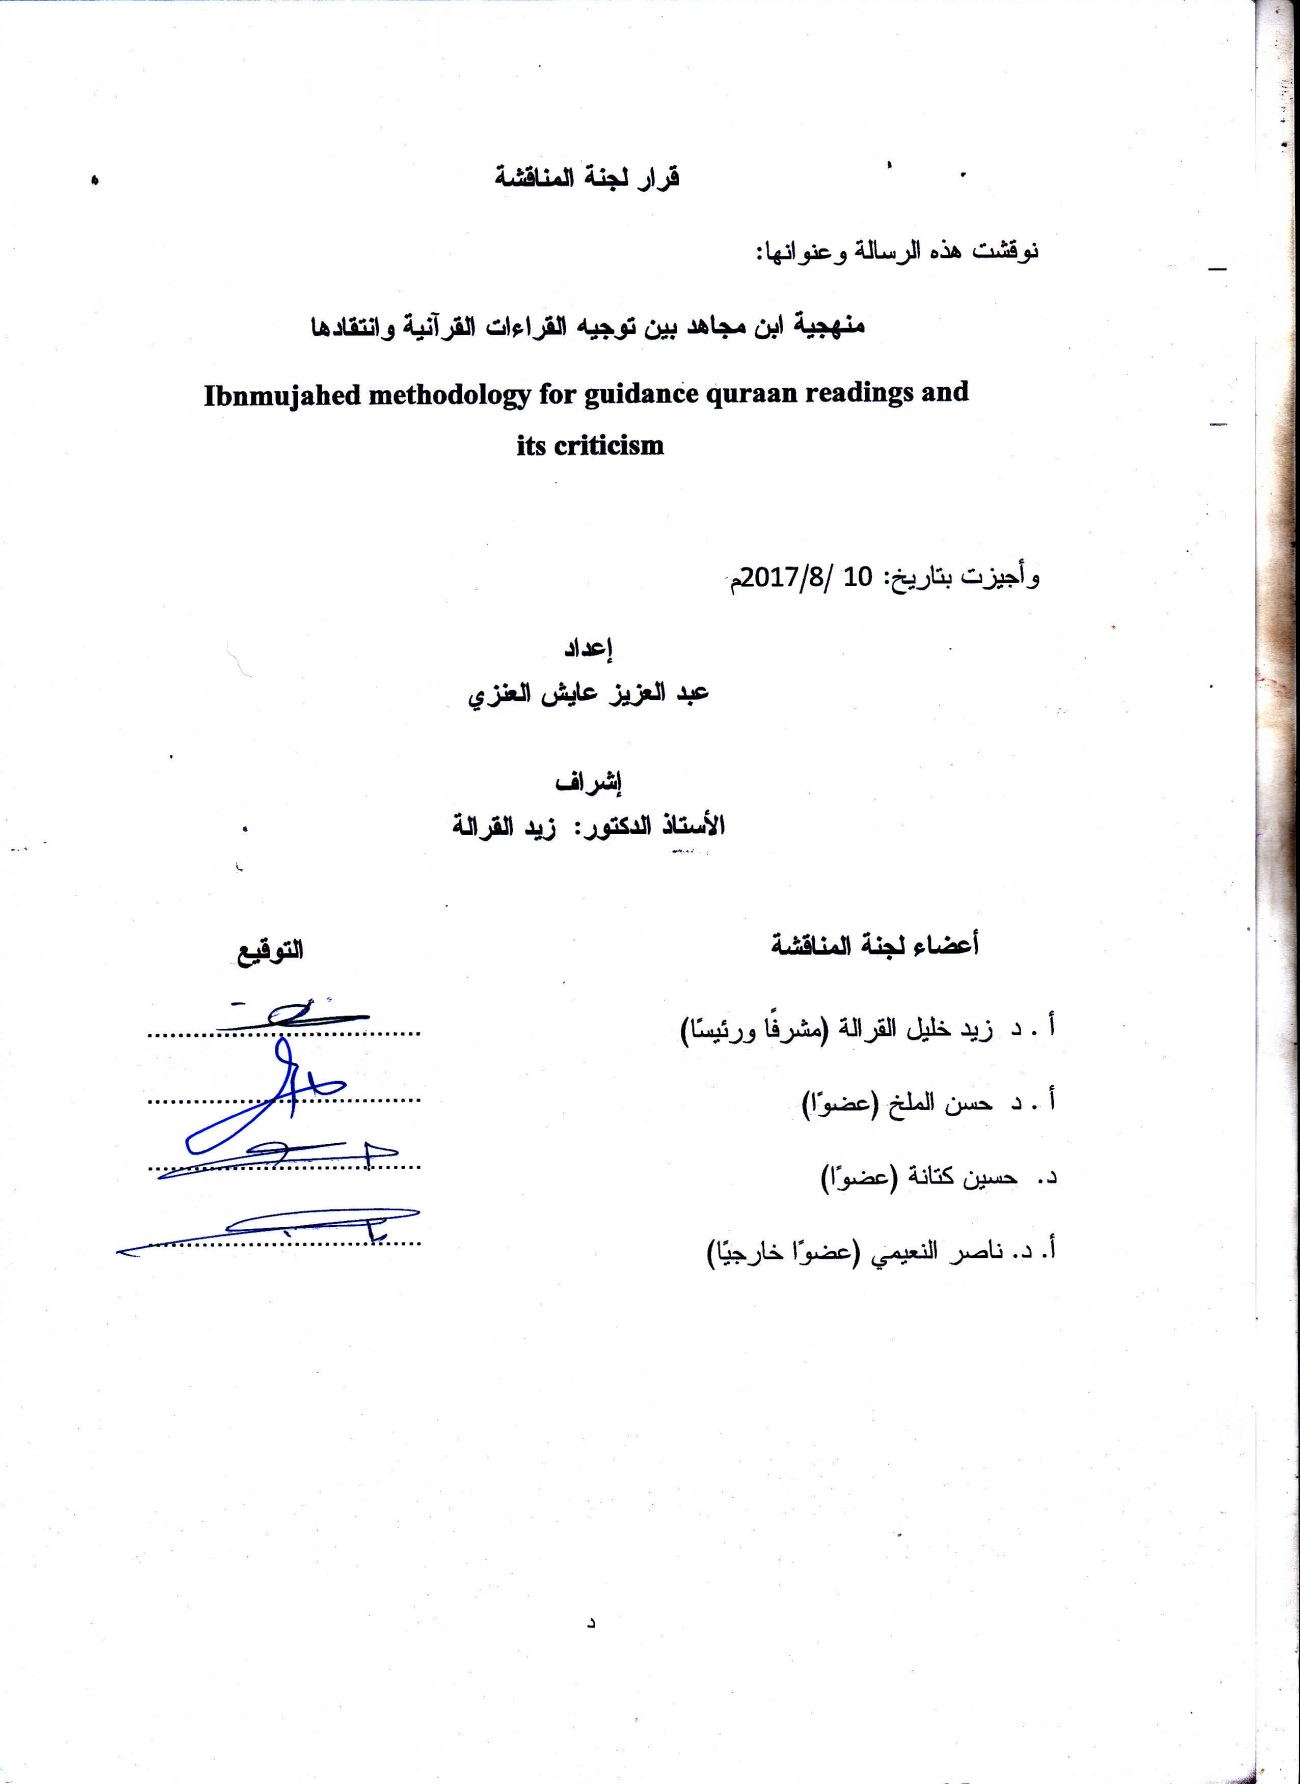 قرار لجنة المناقشة
نوقشت هذه الرسالة وعنوانها:
منهجية ابن مجاهد بين توجيه القراءات القرآنية وانتقادها
Ibnmujahed methodology for guidance quraan readings and
its criticism
وأجيزت بتاريخ: 10 /2017/8م
إعداد
عبد العزيز عايش العنزي
إشراف
الأستاذ الدكتور: زيد القرالة
أعضاء لجنة المناقشة التوقيع
أ . د زيد خليل القرالة (مشرفًا ورئيسًا) ..............................
أ . د حسن الملخ (عضوًا) ..............................
د. حسين كتانة (عضوًا) ..............................
أ. د. ناصر النعيمي (عضوًا خارجيًا) ..............................
د